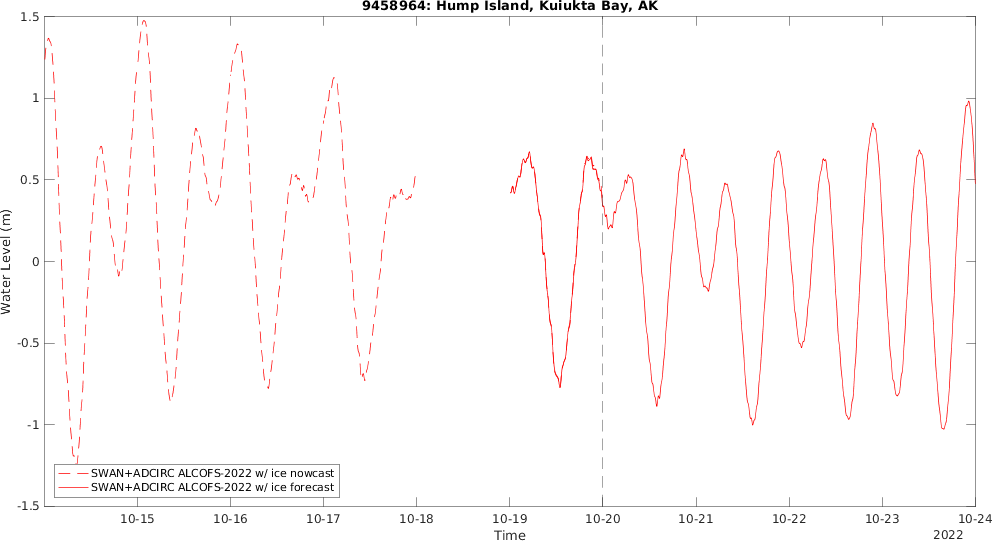 9458964: Hump Island, Kuiukta Bay, AK
1.5
1
0.5
0
-0.5
-1
-1.5
Water Level (m)
SWAN+ADCIRC ALCOFS-2022 w/ ice nowcast
SWAN+ADCIRC ALCOFS-2022 w/ ice forecast
10-15 10-16 10-17 10-18 10-19 10-20 10-21 10-22 10-23 10-24
Time
2022